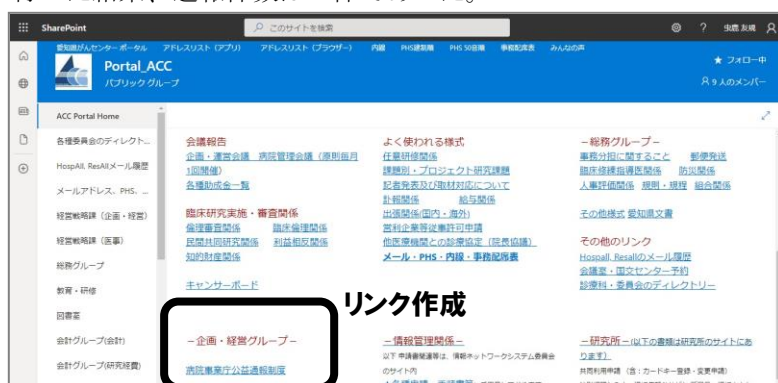 SharePoint
このサイトを検索
?
虫鹿 友規
愛知県がんセンター ポータル アドレスリスト (アプリ) アドレスリスト (ブラウザー) 内線 PHS建制順 PHS 50音順 事務配席表 みんなの声
Portal_ACC
パブリック グループ
★ フォロー中
9 人のメンバー
ACC Portal Home
各種委員会のディレクト...
HospAll, ResAllメール履歴
メールアドレス、PHS、...
経営戦略課 (企画・経営)
経営戦略課 (医事)
総務グループ
教育・研修
図書室
会計グループ(会計)
会計グループ(研究経費)
会議報告
企画・運営会議 病院管理会議 (原則毎月
1回開催)
各種助成金一覧
臨床研究実施・審査関係
倫理審査関係 臨床倫理関係
民間共同研究関係 利益相反関係
知的財産関係
キャンサーボード
－企画・経営グループ－
病院事業庁公益通報制度
よく使われる様式
任意研修関係
課題別・プロジェクト研究課題
記者発表及び取材対応について
訃報関係 給与関係
出張関係(国内・海外)
営利企業等従事許可申請
他医療機関との診療協定 (院長協議)
メール・PHS・内線・事務配席表
リンク作成
－情報管理関係－
以下 申請書関連等は、情報ネットワークシステム委員会
のサイト内
－総務グループ－
事務分担に関すること 郵便発送
臨床修練指導医関係 防災関係
人事評価関係 規則・規程 組合関係
その他様式 愛知県文書
その他のリンク
Hospall, Resallのメール履歴
会議室・国交センター予約
診療科・委員会のディレクトリー
－研究所－(以下の書類は研究所のサイトにあ
ります)
共同利用申請 (含：カードキー登録・変更申請)